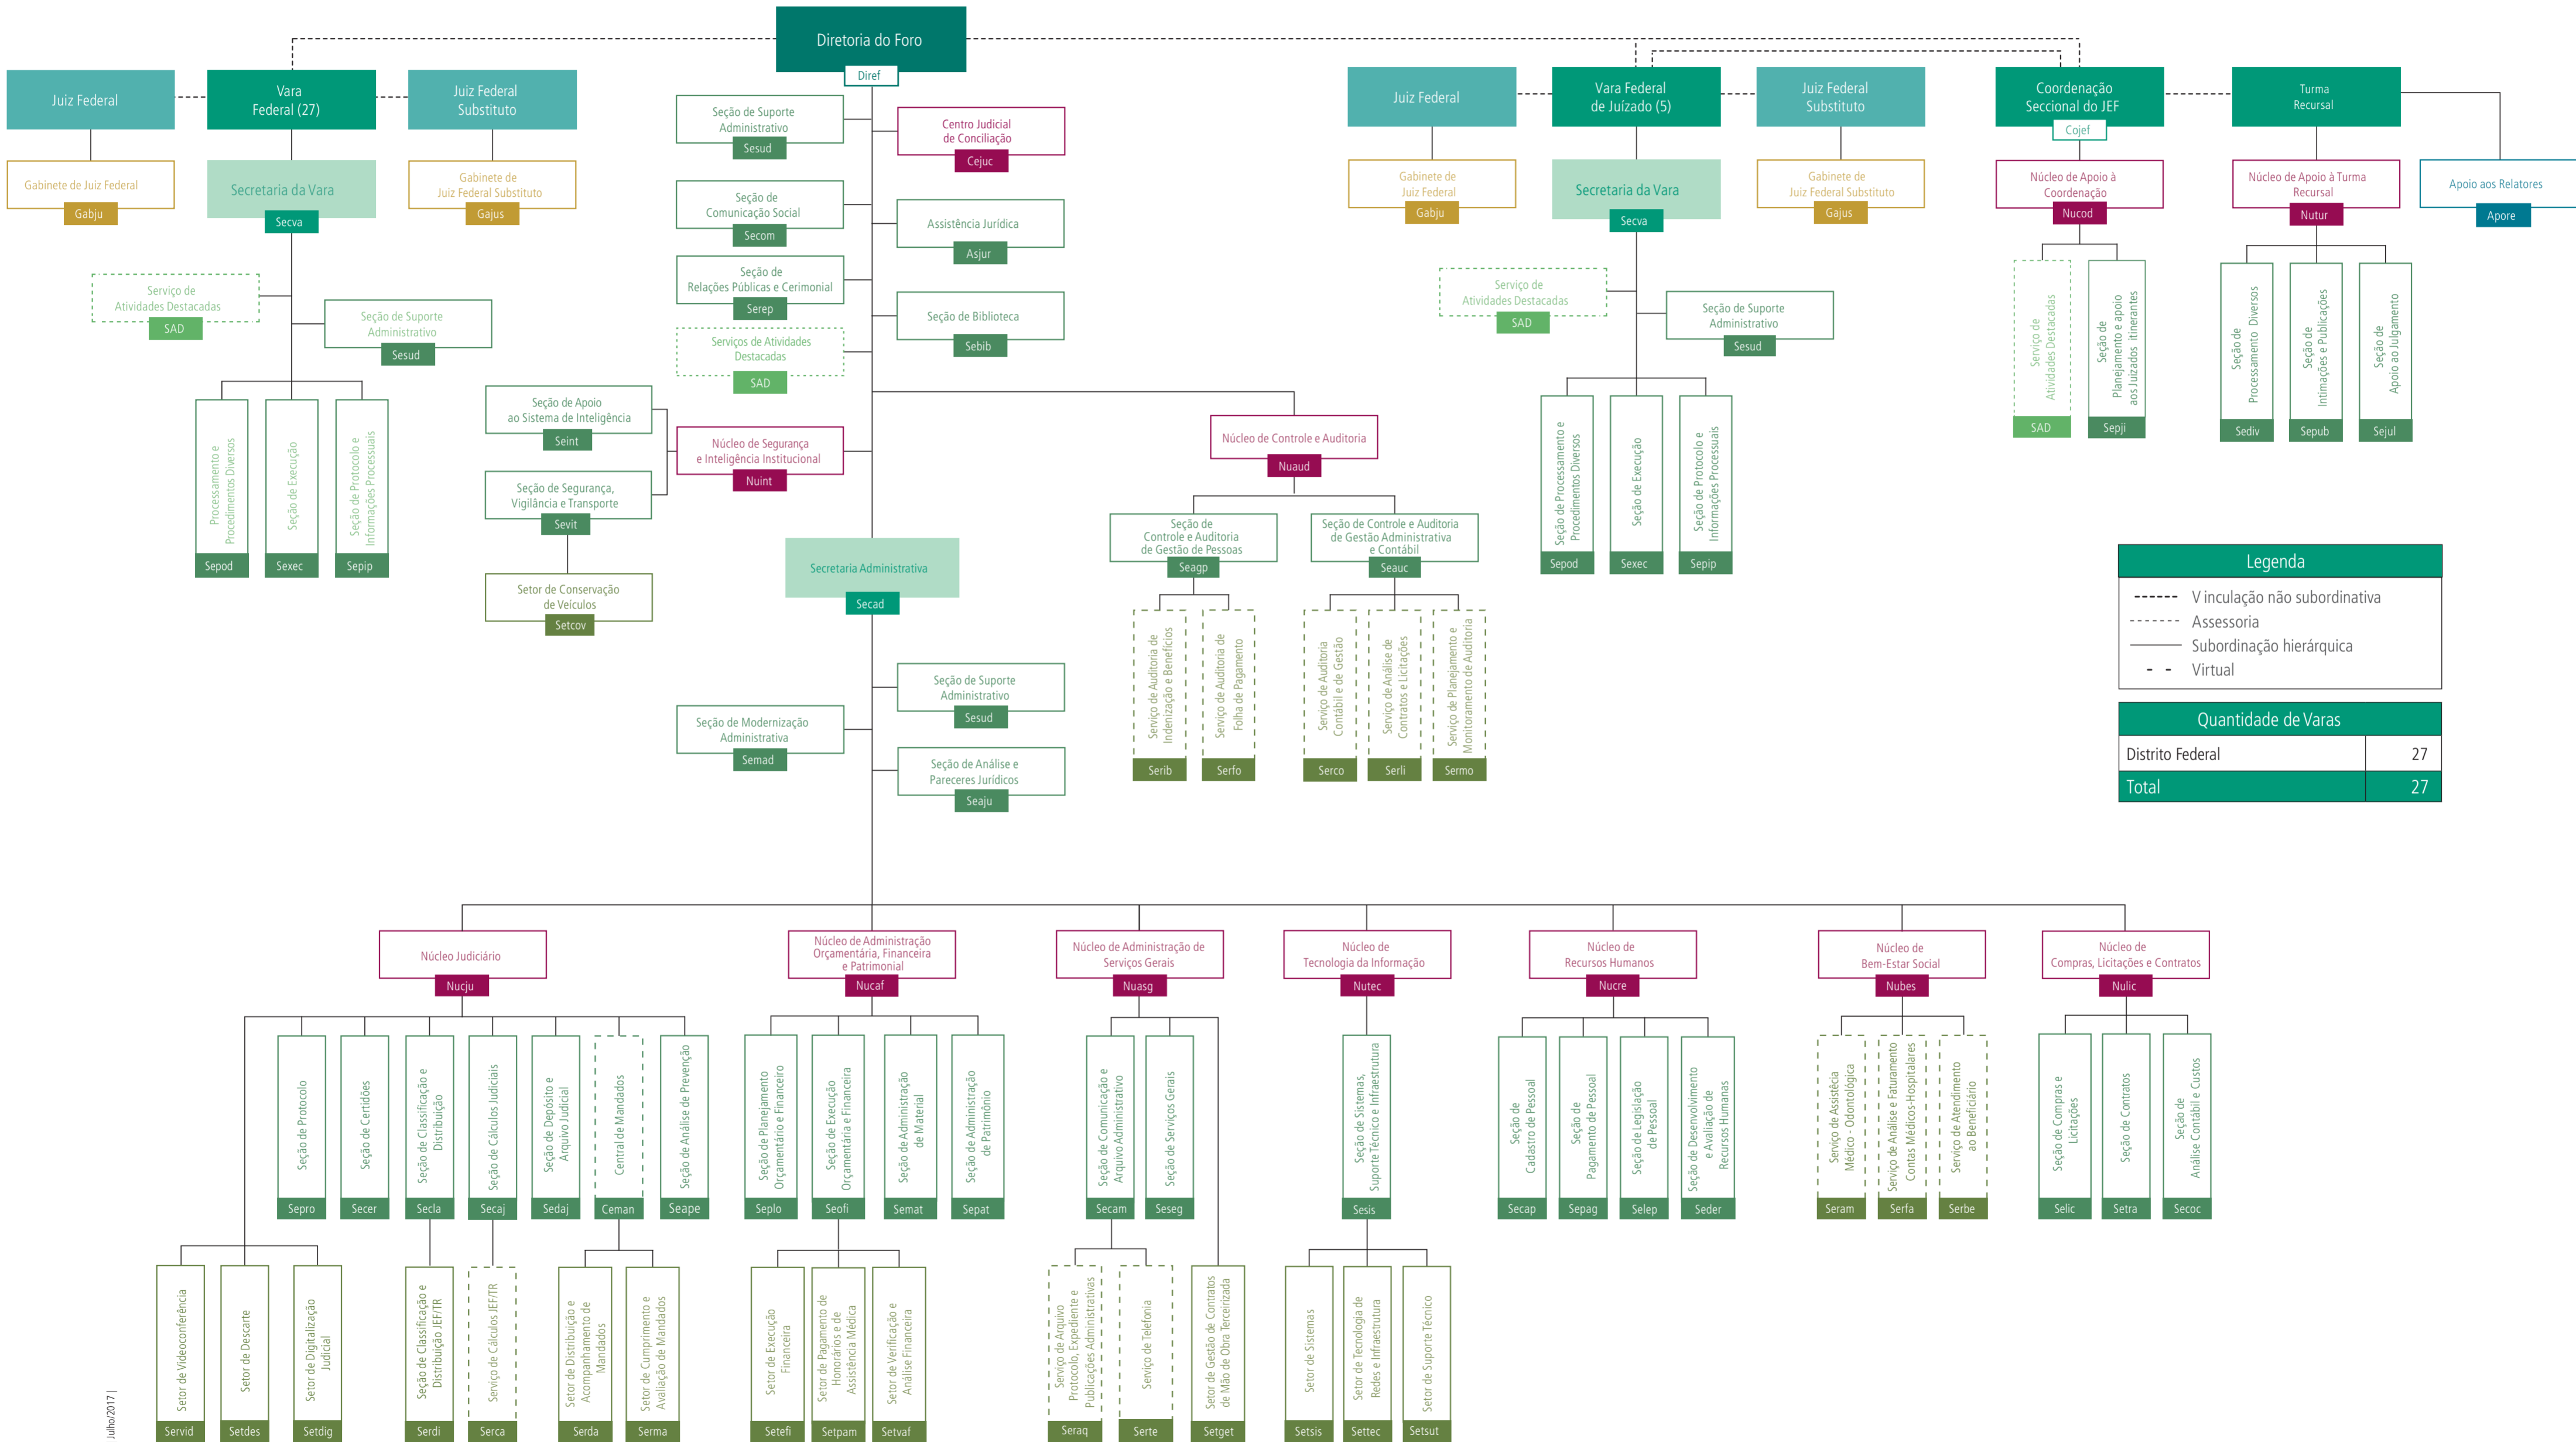 Diretoria do Foro
Diref
Juiz Federal
Vara
Federal (27)
Juiz Federal
Substituto
Gabinete de Juiz Federal
Gabju
Secretaria da Vara
Secva
Gabinete de
Juiz Federal Substituto
Gajus
Serviço de
Atividades Destacadas
SAD
Seção de Suporte
Administrativo
Sesud
Processamento e
Procedimentos Diversos
Sepod
Seção de Execução
Sexec
Seção de Protocolo e
Informações Processuais
Sepip
Seção de Suporte
Administrativo
Sesud
Centro Judicial
de Conciliação
Cejuc
Seção de
Comunicação Social
Secom
Assistência Jurídica
Asjur
Seção de
Relações Públicas e Cerimonial
Serep
Seção de Biblioteca
Sebib
Serviços de Atividades
Destacadas
SAD
Seção de Apoio
ao Sistema de Inteligência
Seint
Núcleo de Segurança
e Inteligência Institucional
Nuint
Seção de Segurança,
Vigilância e Transporte
Sevit
Setor de Conservação
de Veículos
Setcov
Núcleo de Controle e Auditoria
Nuaud
Seção de
Controle e Auditoria
de Gestão de Pessoas
Seagp
Seção de Controle e Auditoria
de Gestão Administrativa
e Contábil
Seauc
Serviço de Auditoria de
Indenização e Benefícios
Serib
Serviço de Auditoria de
Folha de Pagamento
Serfo
Serviço de Auditoria
Contábil e de Gestão
Serco
Serviço de Análise de
Contratos e Licitações
Serli
Serviço de Planejamento e
Monitoramento de Auditoria
Sermo
Secretaria Administrativa
Secad
Seção de Suporte
Administrativo
Sesud
Seção de Modernização
Administrativa
Semad
Seção de Análise e
Pareceres Jurídicos
Seaju
Juiz Federal
Vara Federal
de Juízado (5)
Juiz Federal
Substituto
Gabinete de
Juiz Federal
Gabju
Secretaria da Vara
Secva
Gabinete de
Juiz Federal Substituto
Gajus
Serviço de
Atividades Destacadas
SAD
Seção de Suporte
Administrativo
Sesud
Seção de Processamento e
Procedimentos Diversos
Sepod
Seção de Execução
Sexec
Seção de Protocolo e
Informações Processuais
Sepip
Coordenação
Seccional do JEF
Cojef
Turma
Recursal
Núcleo de Apoio à
Coordenação
Nucod
Núcleo de Apoio à Turma
Recursal
Nutur
Apoio aos Relatores
Apore
Serviço de
Atividades Destacadas
SAD
Seção de
Planejamento e apoio
aos Juizados itinerantes
Sepji
Seção de
Processamento Diversos
Sediv
Seção de
Intimações e Publicações
Sepub
Seção de
Apoio ao Julgamento
Sejul
Legenda
V inculação não subordinativa
Assessoria
Subordinação hierárquica
Virtual
Quantidade de Varas
Distrito Federal 27
Total 27
Núcleo Judiciário
Nucju
Núcleo de Administração
Orçamentária, Financeira
e Patrimonial
Nucaf
Núcleo de Administração de
Serviços Gerais
Nuasg
Núcleo de
Tecnologia da Informação
Nutec
Núcleo de
Recursos Humanos
Nucre
Núcleo de
Bem-Estar Social
Nubes
Núcleo de
Compras, Licitações e Contratos
Nulic
Seção de Protocolo
Sepro
Seção de Certidões
Secer
Seção de Classificação e
Distribuição
Secla
Seção de Cálculos Judiciais
Secaj
Seção de Depósito e
Arquivo Judicial
Sedaj
Central de Mandados
Ceman
Seção de Análise de Prevenção
Seape
Seção de Planejamento
Orçamentário e Financeiro
Seplo
Seção de Execução
Orçamentária e Financeira
Seofi
Seção de Administração
de Material
Semat
Seção de Administração
de Patrimônio
Sepat
Seção de Comunicação e
Arquivo Administrativo
Secam
Seção de Serviços Gerais
Seseg
Seção de Sistemas,
Suporte Técnico e Infraestrutura
Sesis
Seção de
Cadastro de Pessoal
Secap
Seção de
Pagamento de Pessoal
Sepag
Seção de Legislação
de Pessoal
Selep
Seção de Desenvolvimento
e Avaliação de
Recursos Humanas
Seder
Serviço de Assistêcia
Médico - Odontológica
Seram
Serviço de Análise e Faturamento
Contas Médicos-Hospitalares
Serfa
Serviço de Atendimento
ao Beneficiário
Serbe
Seção de Compras e
Licitações
Selic
Seção de Contratos
Setra
Seção de
Análise Contábil e Custos
Secoc
Setor de Videoconferência
Servid
Setor de Descarte
Setdes
Setor de Digitalização
Judicial
Setdig
Seção de Classificação e
Distribuição JEF/TR
Serdi
Serviço de Cálculos JEF/TR
Serca
Setor de Distribuição e
Acompanhamento de
Mandados
Serda
Setor de Cumprimento e
Avaliação de Mandados
Serma
Setor de Execução
Financeira
Setefi
Setor de Pagamento de
Honorários e de
Assistência Médica
Setpam
Setor de Verificação e
Análise Financeira
Setvaf
Serviço de Arquivo
Protocolo, Expediente e
Publicações Administrativas
Seraq
Serviço de Telefonia
Serte
Setor de Gestão de Contratos
de Mão de Obra Terceirizada
Setget
Setor de Sistemas
Setsis
Setor de Tecnologia de
Redes e Infraestrutura
Settec
Setor de Suporte Técnico
Setsut
Julho/2017 |